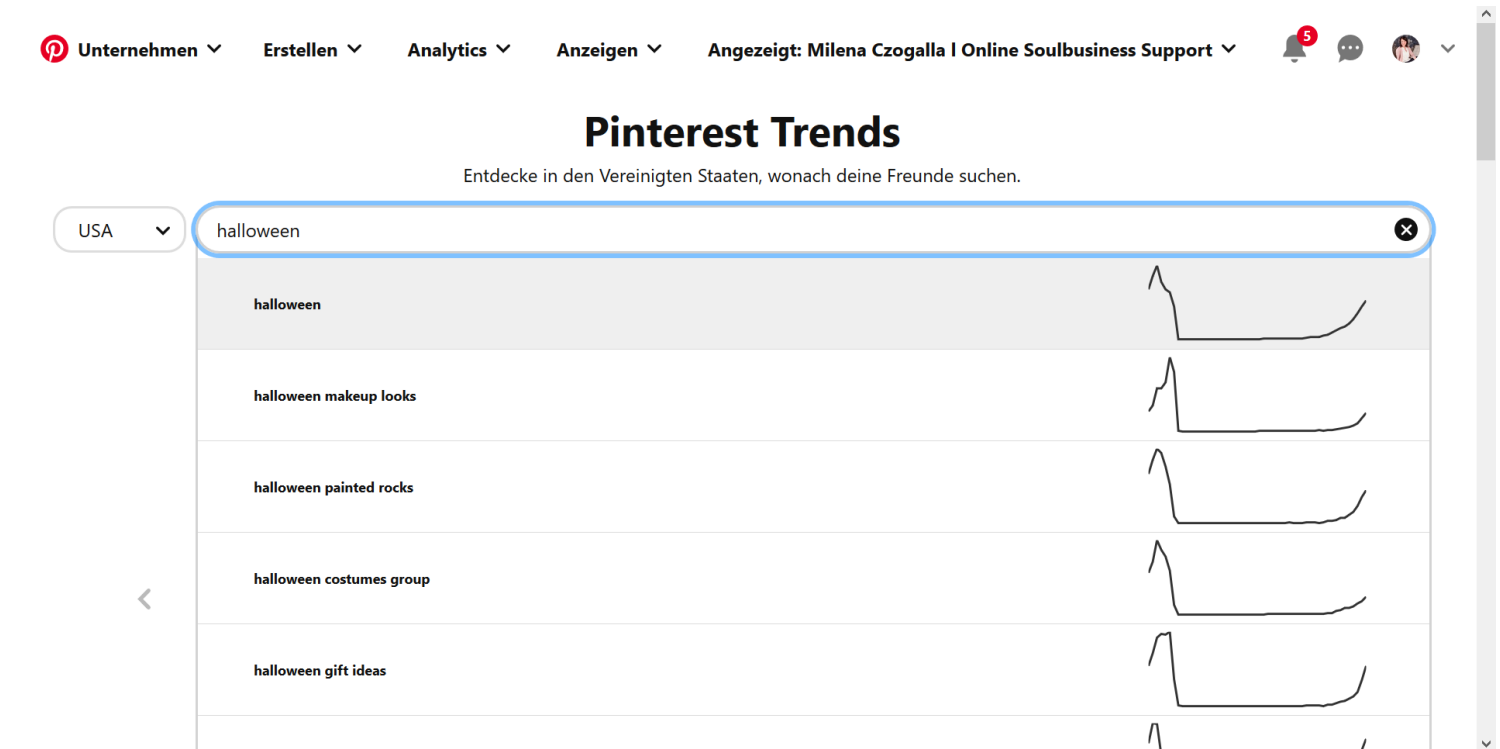 Unternehmen Erstellen Analytics Anzeigen Angezeigt: Milena Czogalla l Online Soulbusiness Support 5
Pinterest Trends
Entdecke in den Vereinigten Staaten, wonach deine Freunde suchen.
USA halloween
halloween
halloween makeup looks
halloween painted rocks
halloween costumes group
halloween gift ideas